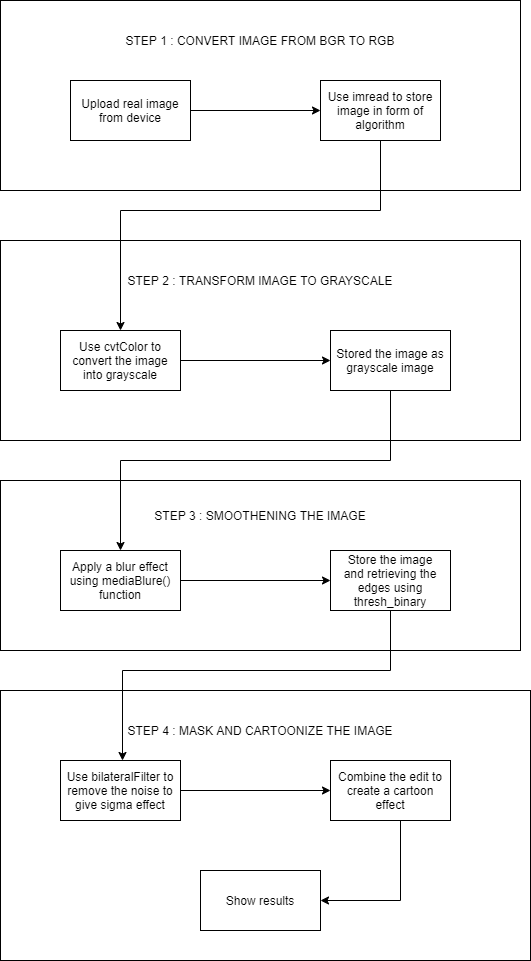 STEP 1 : CONVERT IMAGE FROM BGR TO RGB
Upload real image
from device
Use imread to store
image in form of
algorithm
STEP 2 : TRANSFORM IMAGE TO GRAYSCALE
Use cvtColor to
convert the image
into grayscale
Stored the image as
grayscale image
STEP 3 : SMOOTHENING THE IMAGE
Apply a blur effect
using mediaBlure()
function
Store the image
and retrieving the
edges using
thresh_binary
STEP 4 : MASK AND CARTOONIZE THE IMAGE
Use bilateralFilter to
remove the noise to
give sigma effect
Combine the edit to
create a cartoon
effect
Show results